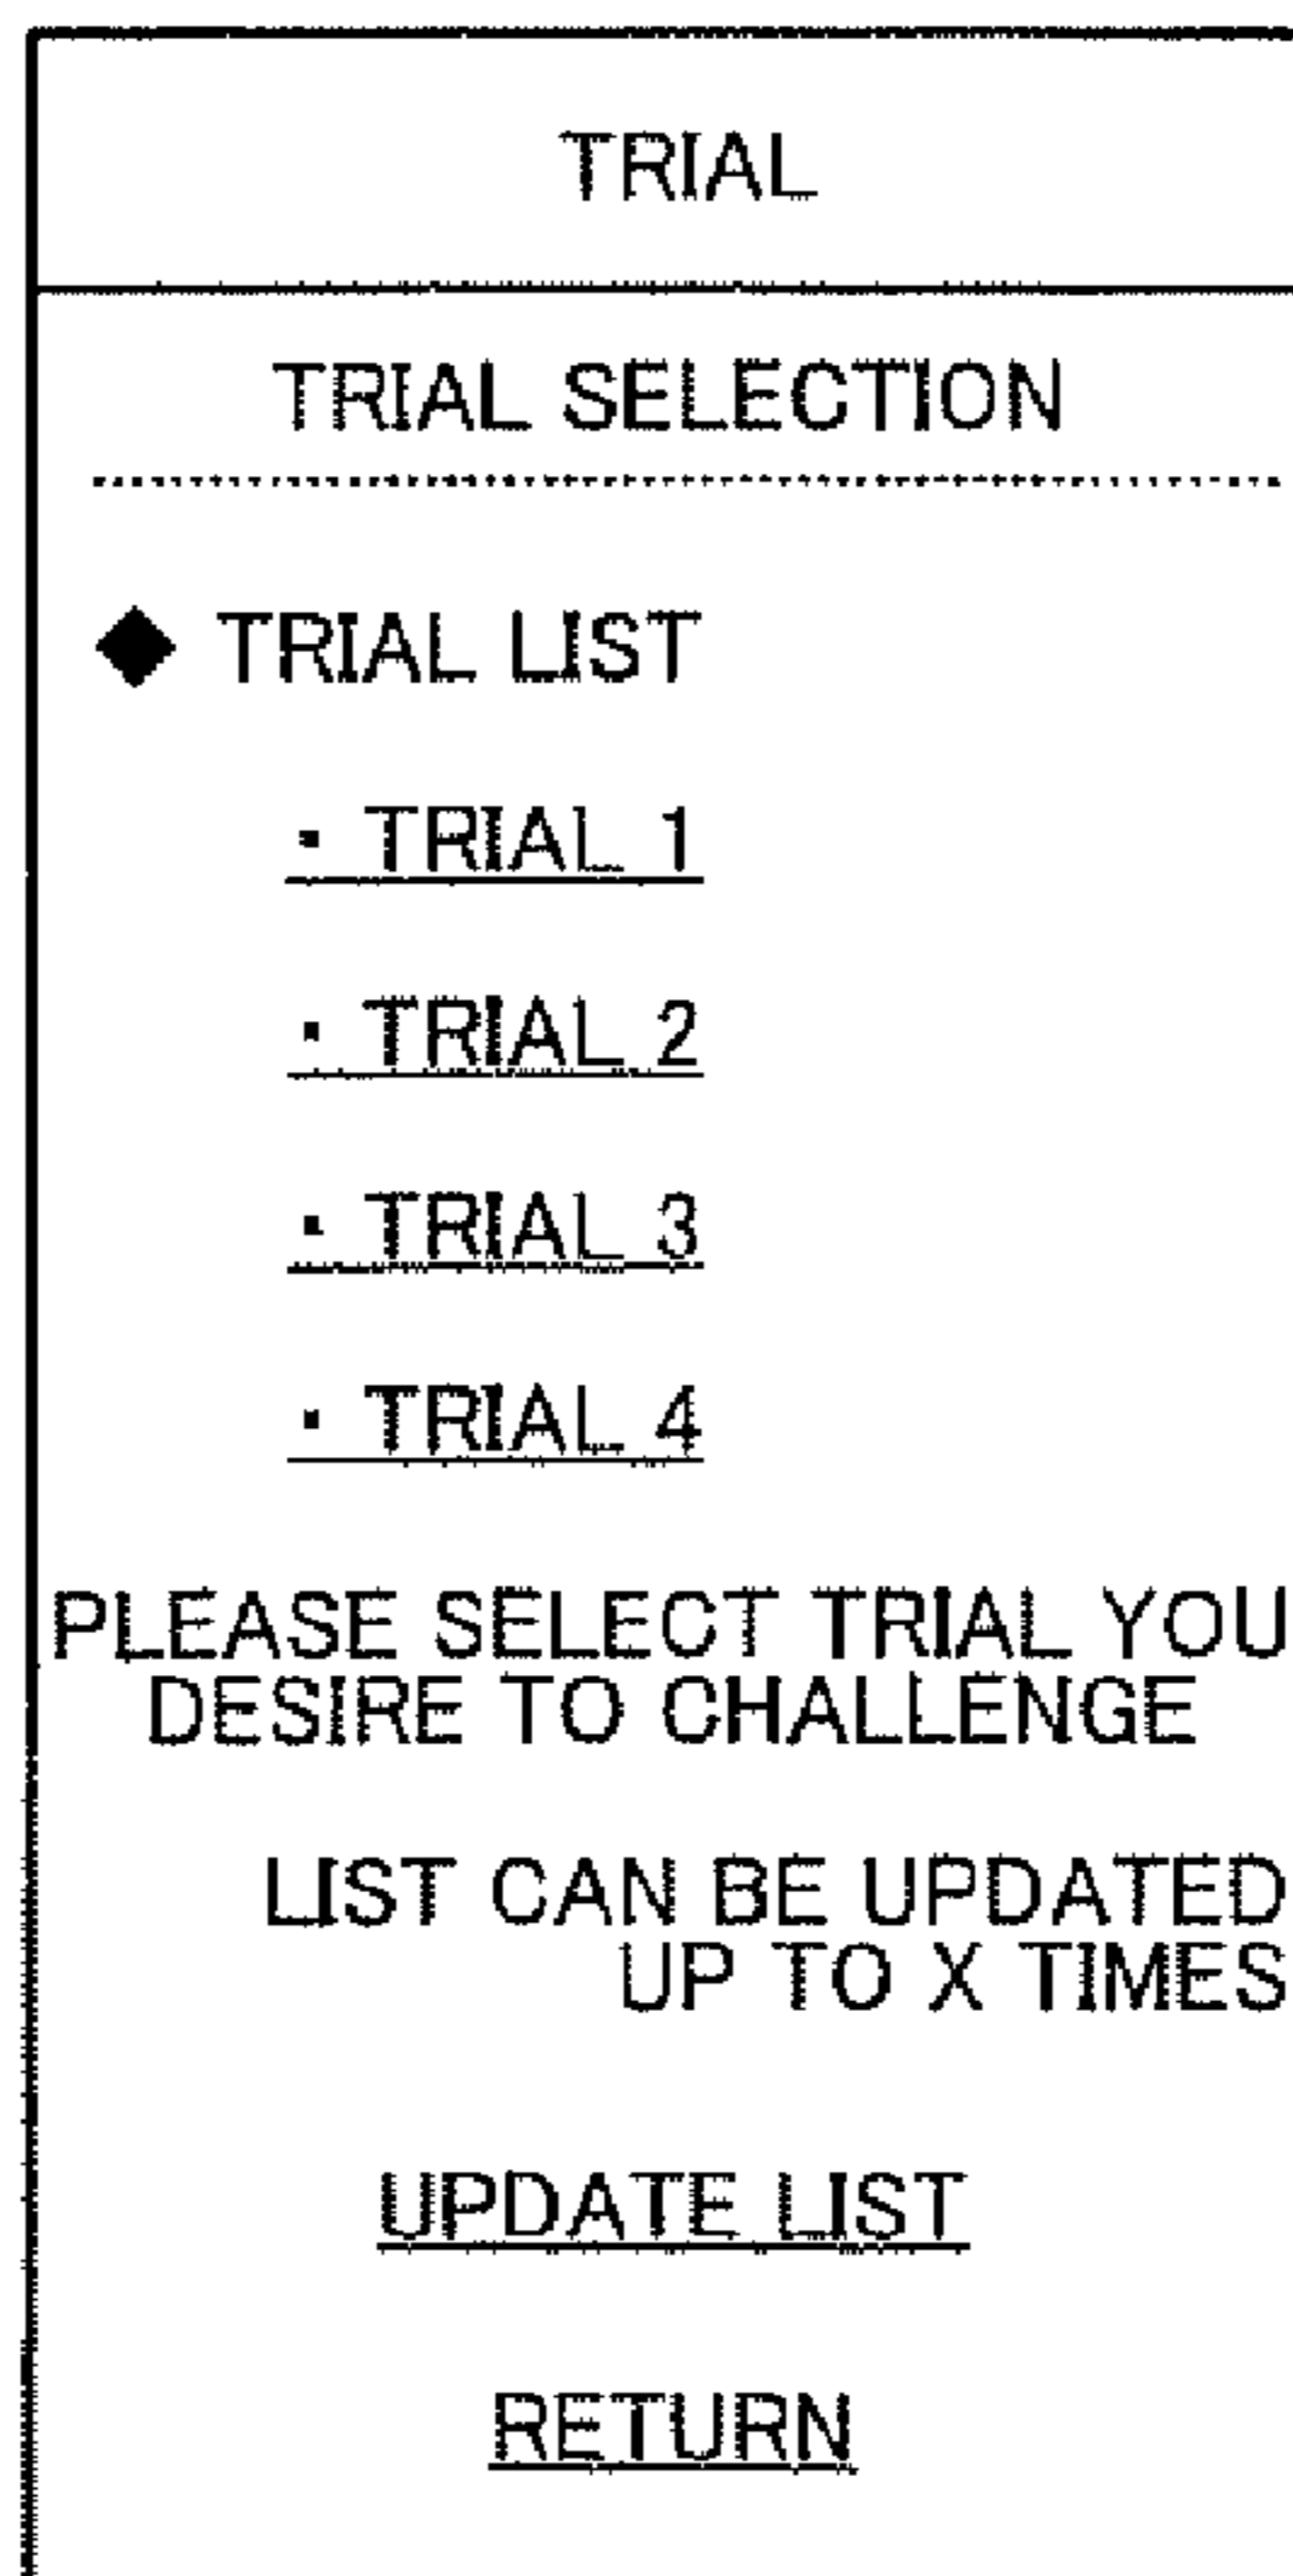 TRIAL
TRIAL SELECTION
◆ TRIAL LIST
・ TRIAL 1
・ TRIAL 2
・ TRIAL 3
・ TRIAL 4
PLEASE SELECT TRIAL YOU
DESIRE TO CHALLENGE
LIST CAN BE UPDATED
UP TO X TIMES
UPDATE LIST
RETURN